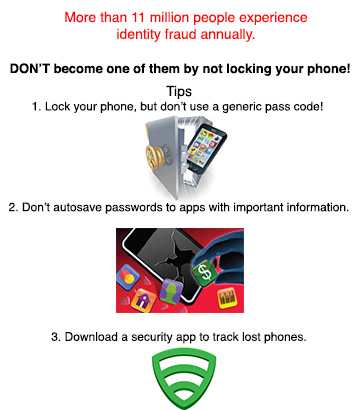 More than 11 million people experience
identity fraud annually.
DON'T become one of them by not locking your phone!
Tips
1. Lock your phone, but don't use a generic pass code!
2. Don't autosave passwords to apps with important information.
$
3. Download a security app to track lost phones.